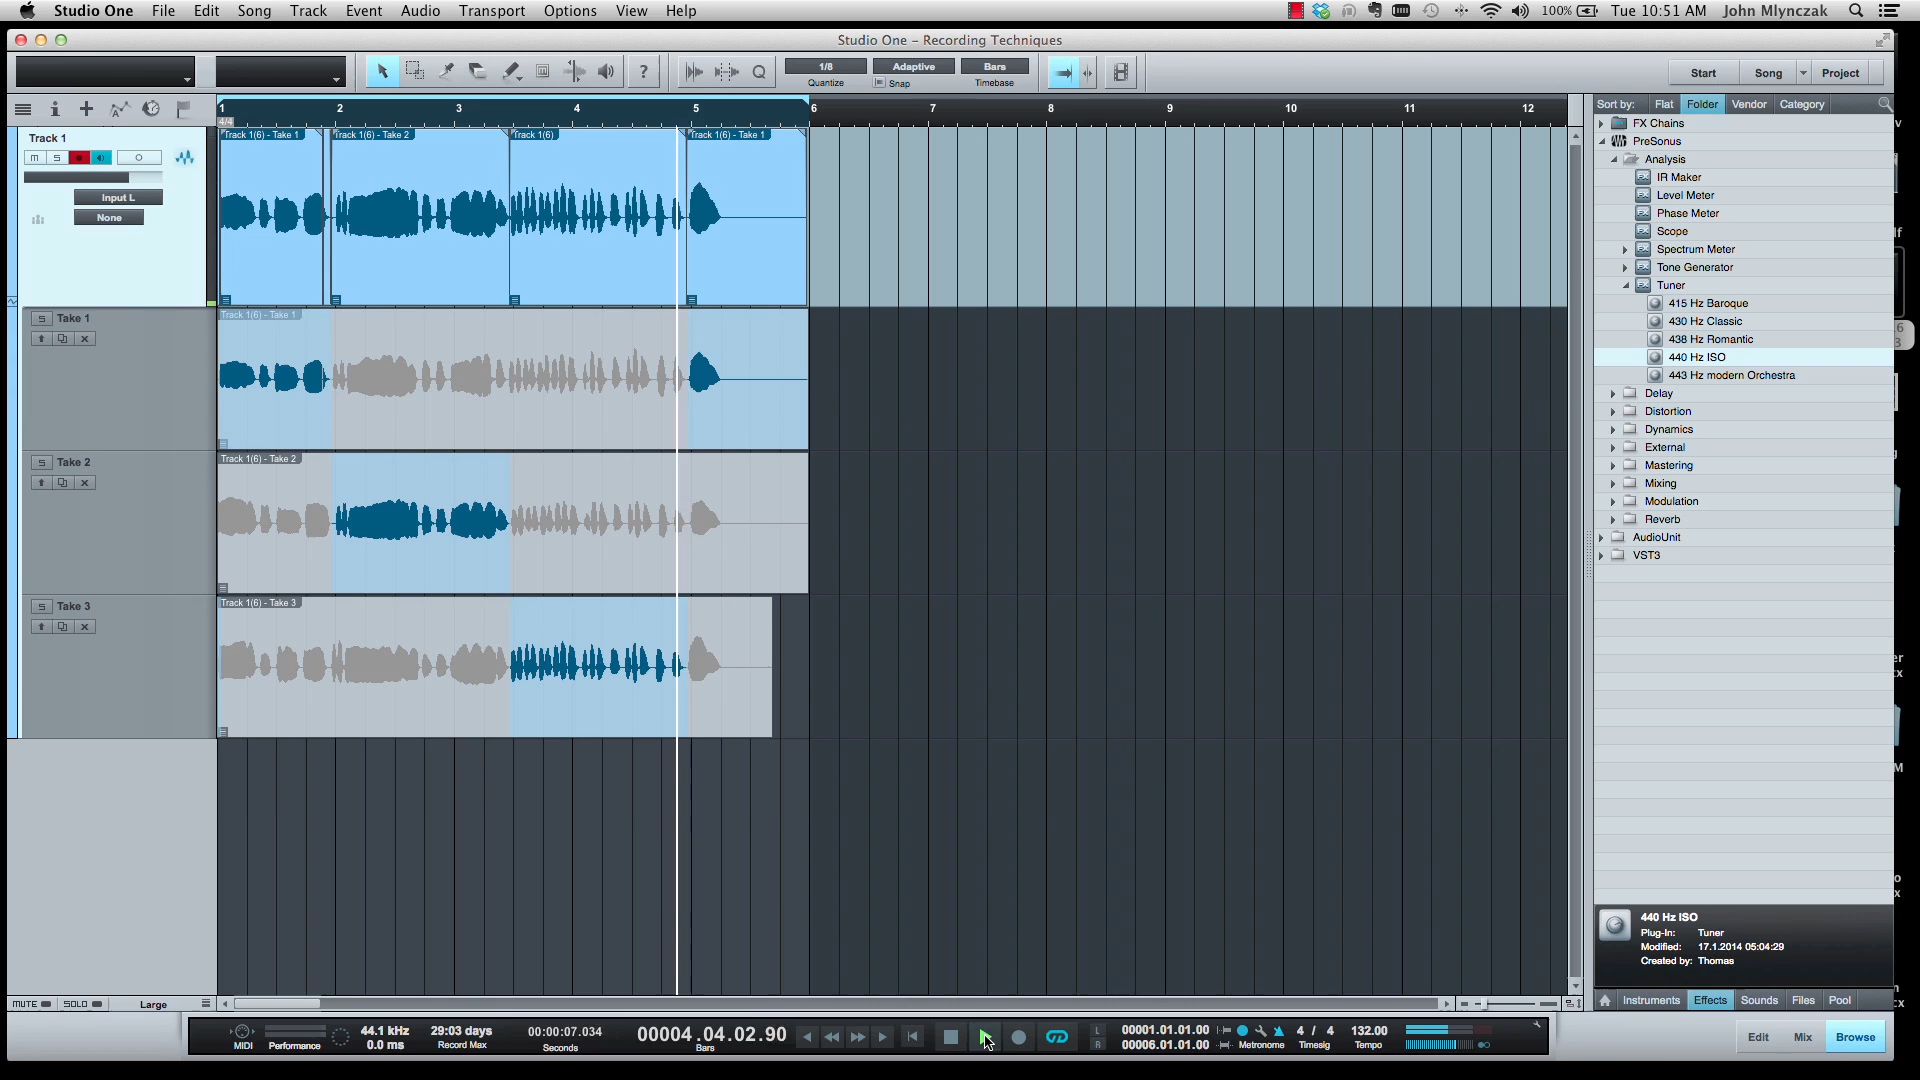 Studio One File Edit Song Track Event Audio Transport Options View Help 100% Tue 10:51 AM John Mlynczak
Studio One – Recording Techniques
1/8 Adaptive Bars Start Song Project
Quantize Snap Timebase
1 2 3 4 5 6 7 8 9 10 11 12
4/4
Sort by: Flat Folder Vendor Category
Track 1
M S
Input L
None
Track 1(6) - Take 1 Track 1(6) - Take 2 Track 1(6) Track 1(6) - Take 1
S Take 1
Track 1(6) - Take 1
S Take 2
Track 1(6) - Take 2
S Take 3
Track 1(6) - Take 3
FX Chains
PreSonus
Analysis
IR Maker
Level Meter
Phase Meter
Scope
Spectrum Meter
Tone Generator
Tuner
415 Hz Baroque
430 Hz Classic
438 Hz Romantic
440 Hz ISO
443 Hz modern Orchestra
Delay
Distortion
Dynamics
External
Mastering
Mixing
Modulation
Reverb
AudioUnit
VST3
440 Hz ISO
Plug-In: Tuner
Modified: 17.1.2014 05:04:29
Created by: Thomas
MUTE SOLO Large
Instruments Effects Sounds Files Pool
MIDI Performance
44.1 kHz 29:03 days 00:00:07.034 00004.04.02.90 L 00001.01.01.00 4 / 4 132.00
0.0 ms Record Max Seconds Bars R 00006.01.01.00 Metronome Timesig Tempo
Edit Mix Browse